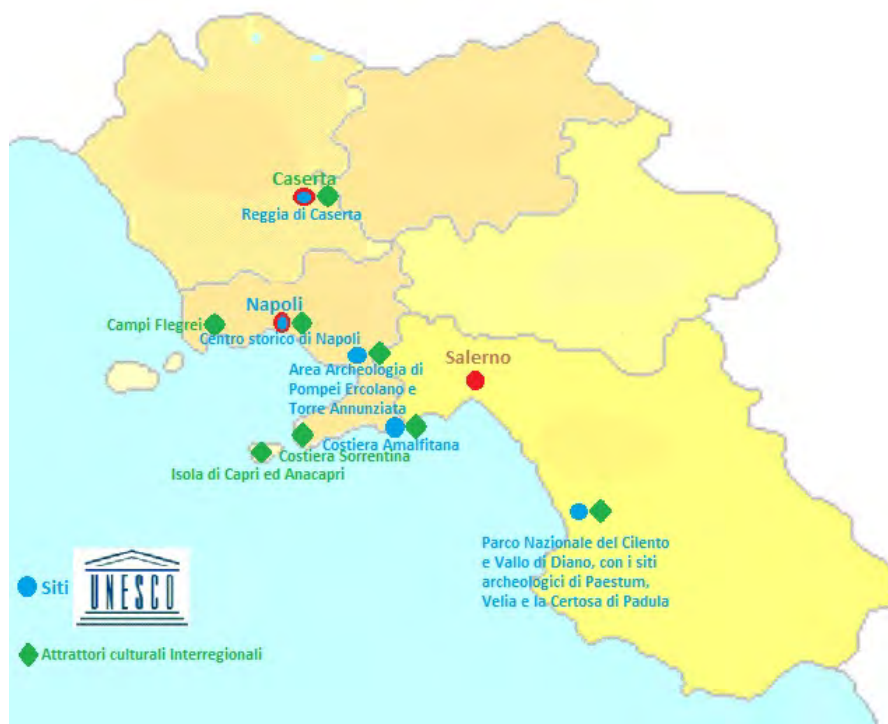 Caserta
Reggia di Caserta
Napoli
Campi Flegrei
Centro storico di Napoli
Salerno
Area Archeologia di
Pompei Ercolano e
Torre Annunziata
Costiera Amalfitana
Costiera Sorrentina
Isola di Capri ed Anacapri
Parco Nazionale del Cilento
e Vallo di Diano, con i siti
archeologici di Paestum,
Velia e la Certosa di Padula
Siti
UNESCO
Attrattori culturali Interregionali